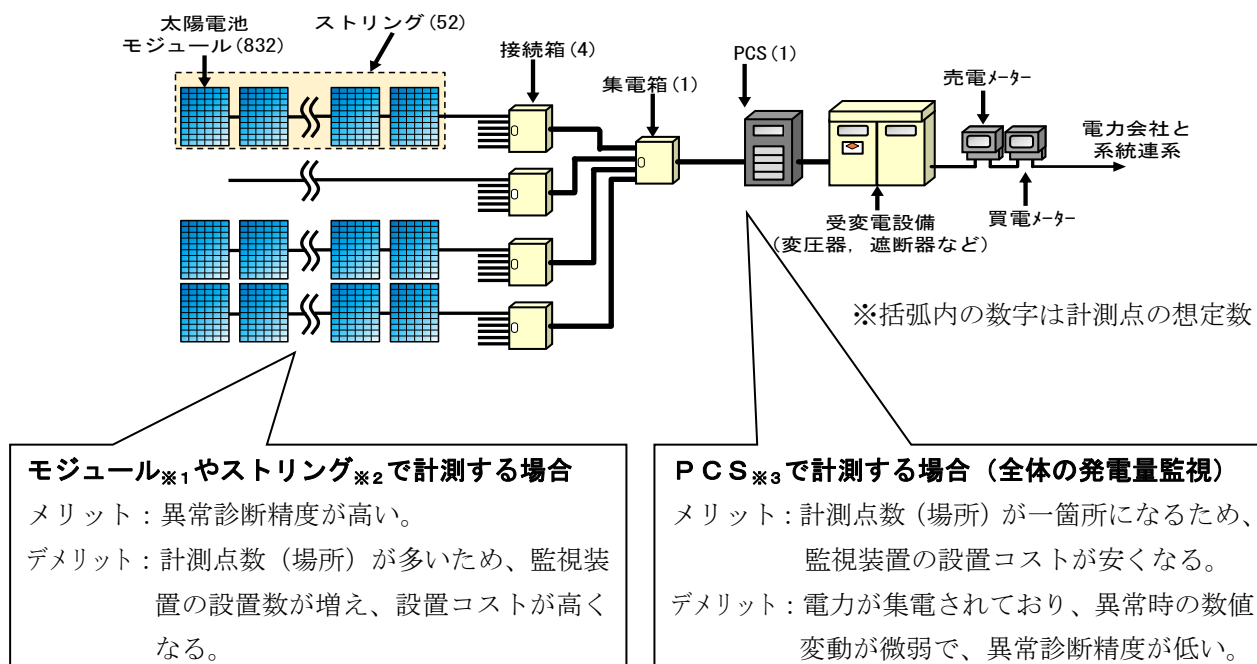 太陽電池
モジュール(832)
ストリング(52)
接続箱(4)
集電箱(1)
PCS(1)
売電メーター
電力会社と
系統連系
受変電設備
(変圧器，遮断器など)
買電メーター
※括弧内の数字は計測点の想定数
モジュール※1やストリング※2で計測する場合
メリット：異常診断精度が高い。
デメリット：計測点数（場所）が多いため、監視装
置の設置数が増え、設置コストが高く
なる。
ＰＣＳ※3で計測する場合（全体の発電量監視）
メリット：計測点数（場所）が一箇所になるため、
監視装置の設置コストが安くなる。
デメリット：電力が集電されており、異常時の数値
変動が微弱で、異常診断精度が低い。